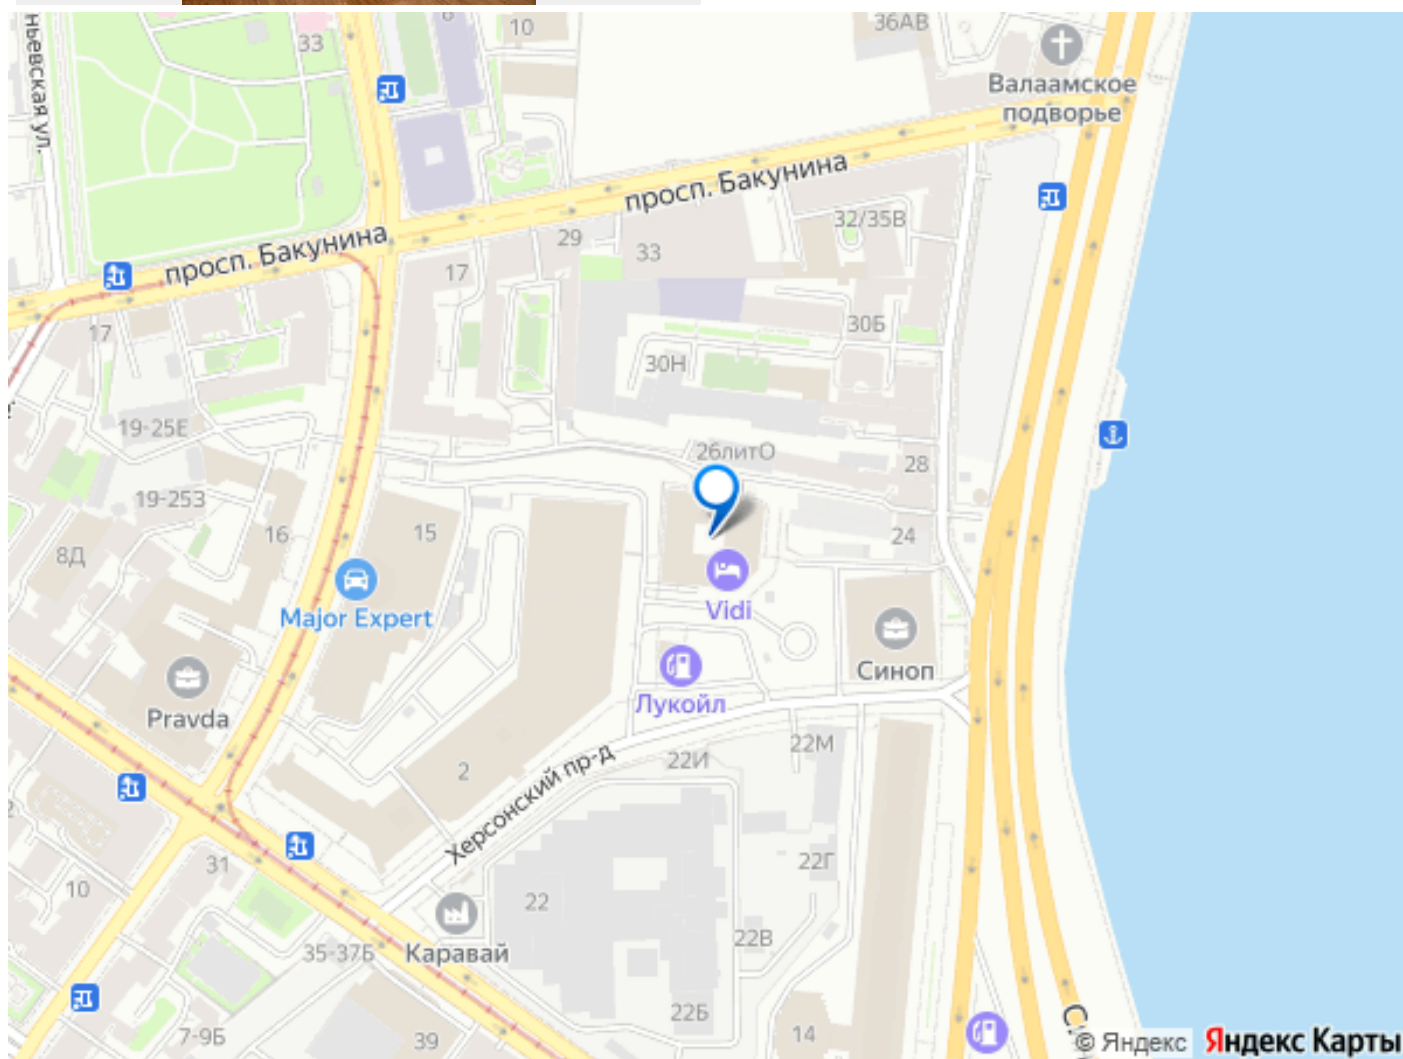 10
36АВ
33
ньевская ул.
Валаамское
подворье
просп. Бакунина
32/35В
29
33
просп. Бакунина
17
17
30Б
30Н
19-25Е
26литО
28
19-25З
16
15
24
8Д
Major Expert
Vidi
Синоп
Pravda
Лукойл
22М
22И
2
Херсонский пр-д
31
22Г
10
22
22В
35-37Б
Каравай
22Б
7-9Б
39
14
© Яндекс
Яндекс Карты